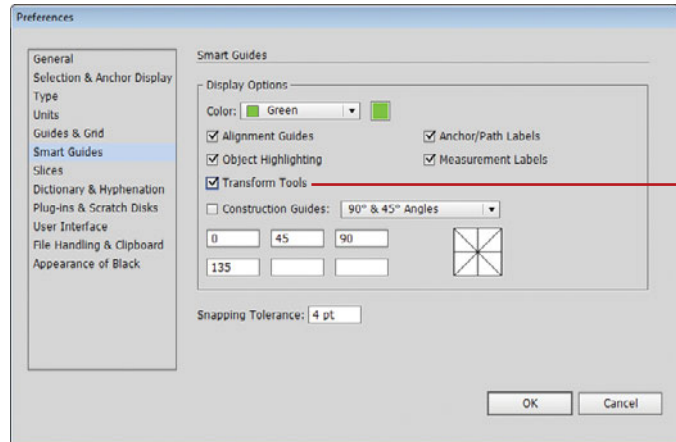 Preferences
General
Selection & Anchor Display
Type
Units
Guides & Grid
Smart Guides
Slices
Dictionary & Hyphenation
Plug-ins & Scratch Disks
User Interface
File Handling & Clipboard
Appearance of Black
Smart Guides
Display Options
Color: Green
Alignment Guides Anchor/Path Labels
Object Highlighting Measurement Labels
Transform Tools
Construction Guides: 90° & 45° Angles
0 45 90
135
Snapping Tolerance: 4 pt
OK Cancel